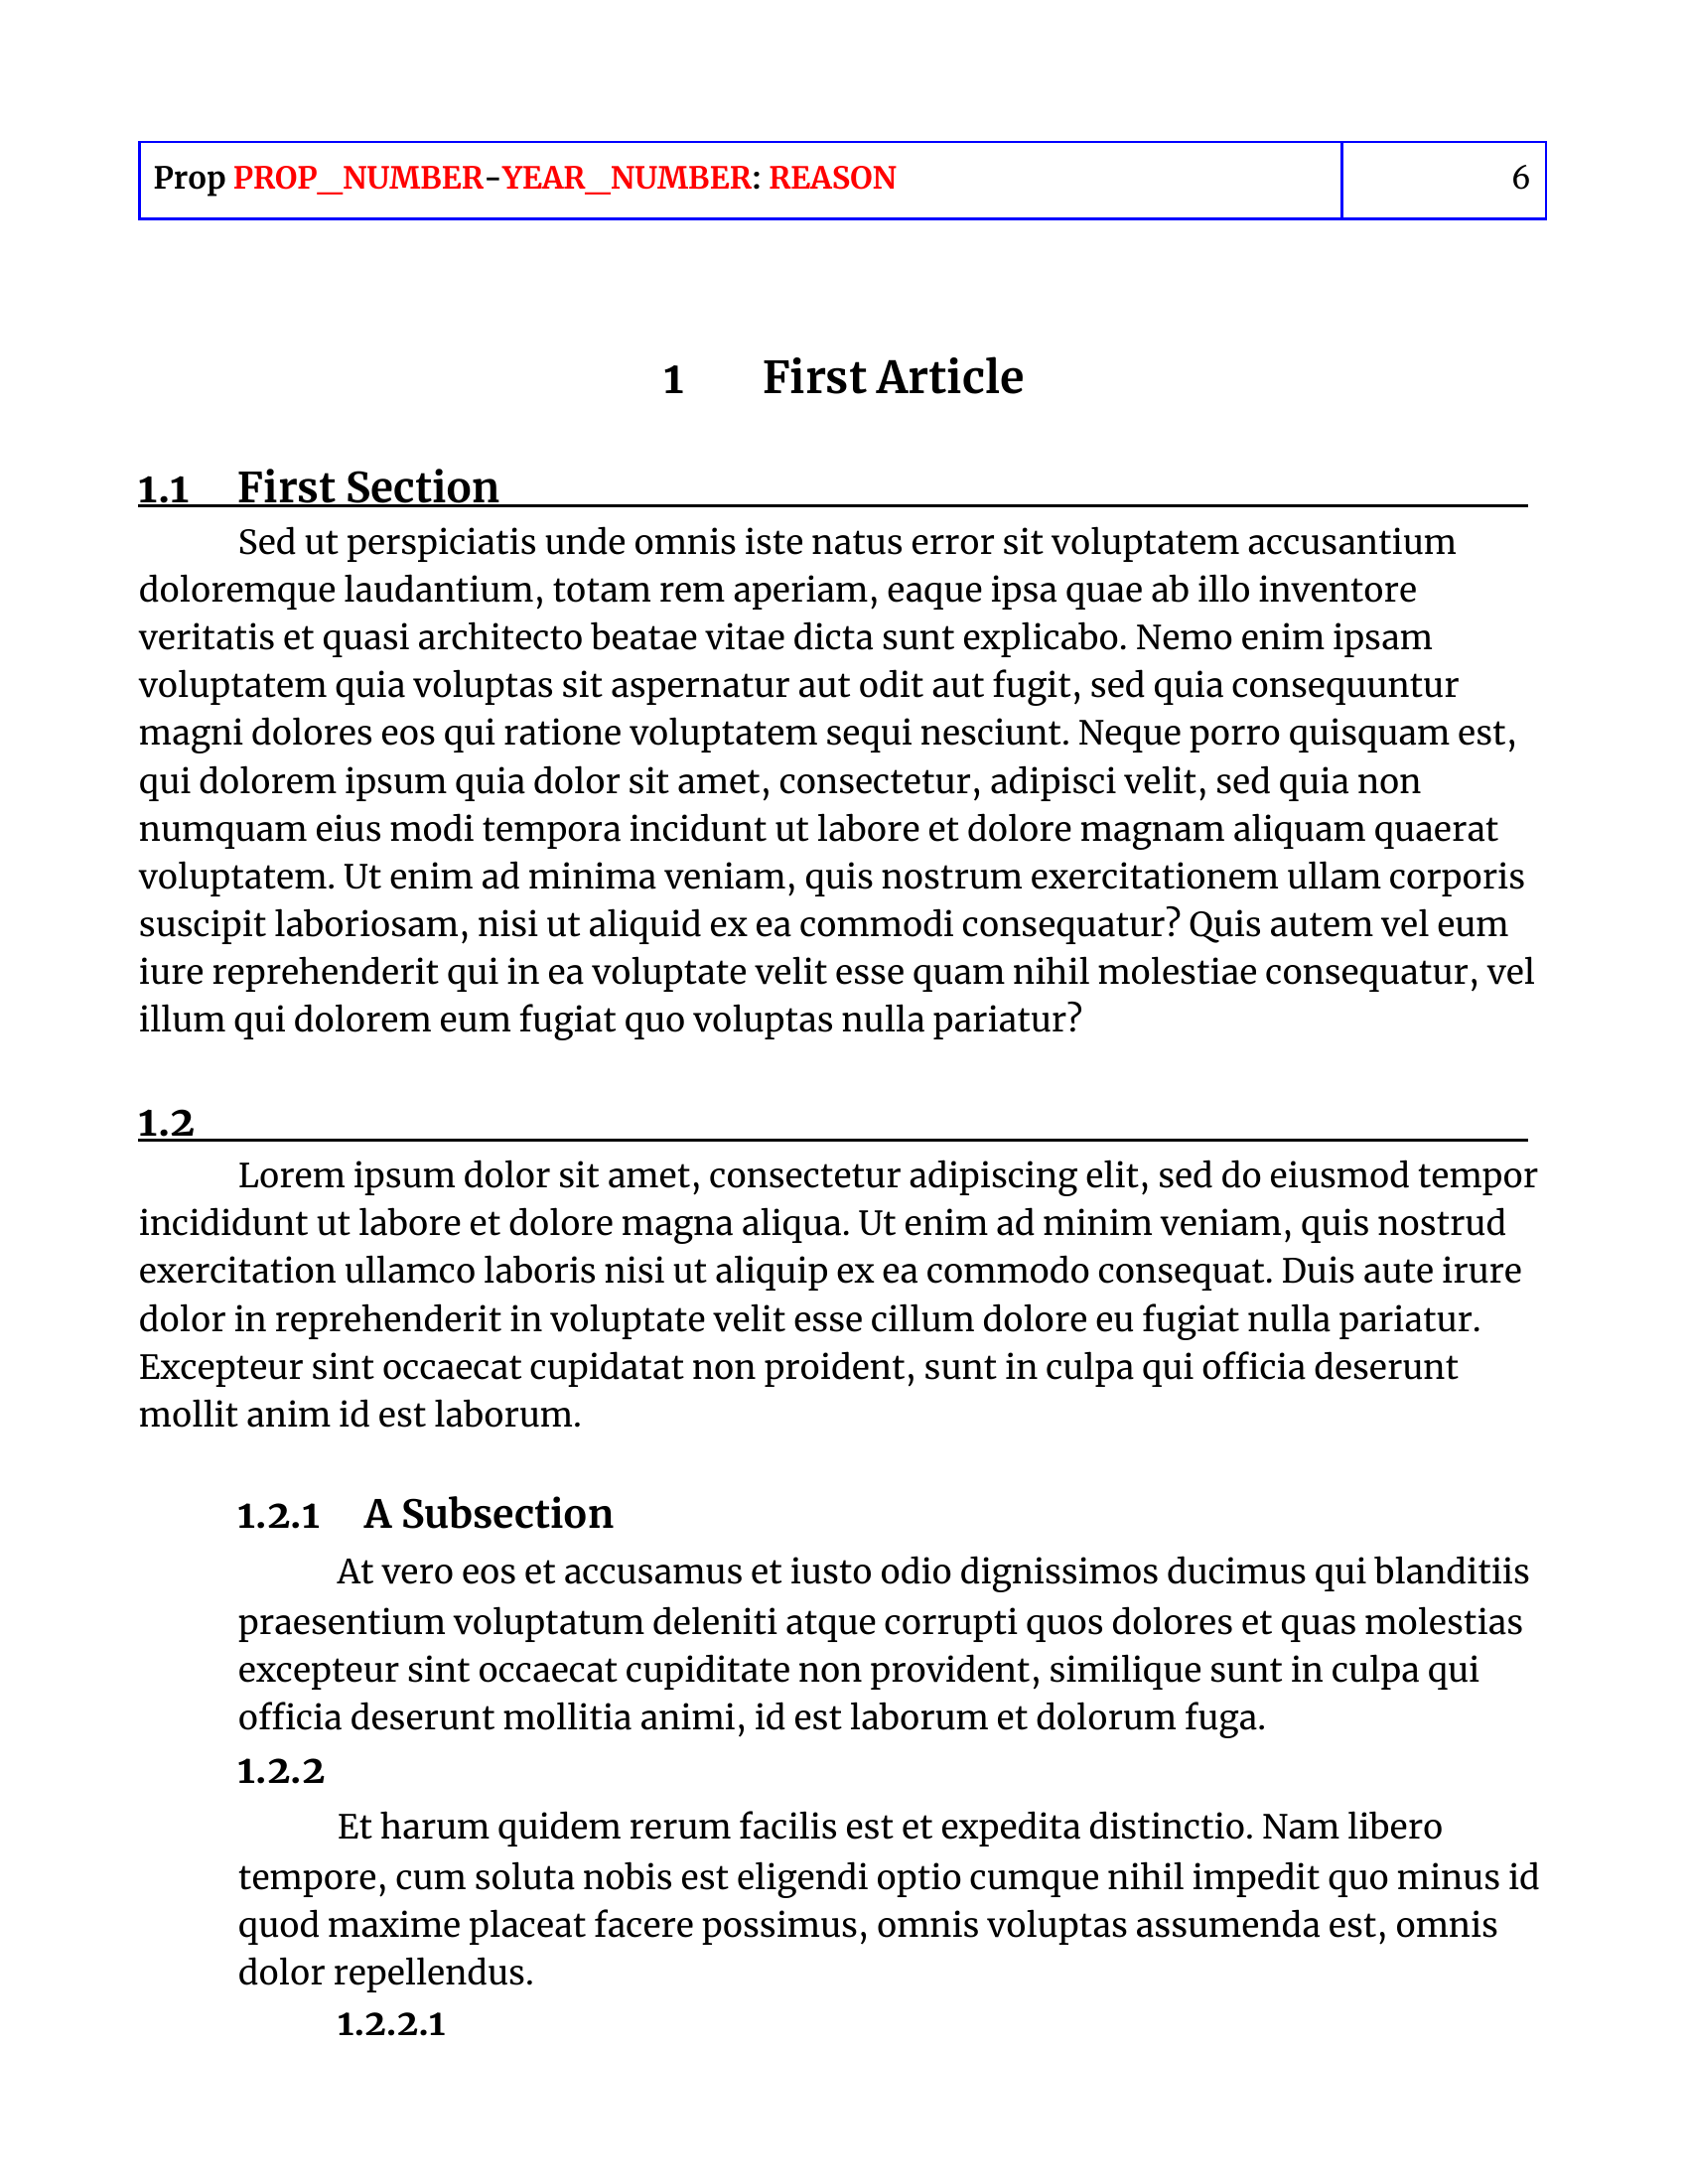 Prop PROP_NUMBER-YEAR_NUMBER: REASON 6
1 First Article
1.1 First Section
Sed ut perspiciatis unde omnis iste natus error sit voluptatem accusantium
doloremque laudantium, totam rem aperiam, eaque ipsa quae ab illo inventore
veritatis et quasi architecto beatae vitae dicta sunt explicabo. Nemo enim ipsam
voluptatem quia voluptas sit aspernatur aut odit aut fugit, sed quia consequuntur
magni dolores eos qui ratione voluptatem sequi nesciunt. Neque porro quisquam est,
qui dolorem ipsum quia dolor sit amet, consectetur, adipisci velit, sed quia non
numquam eius modi tempora incidunt ut labore et dolore magnam aliquam quaerat
voluptatem. Ut enim ad minima veniam, quis nostrum exercitationem ullam corporis
suscipit laboriosam, nisi ut aliquid ex ea commodi consequatur? Quis autem vel eum
iure reprehenderit qui in ea voluptate velit esse quam nihil molestiae consequatur, vel
illum qui dolorem eum fugiat quo voluptas nulla pariatur?
1.2
Lorem ipsum dolor sit amet, consectetur adipiscing elit, sed do eiusmod tempor
incididunt ut labore et dolore magna aliqua. Ut enim ad minim veniam, quis nostrud
exercitation ullamco laboris nisi ut aliquip ex ea commodo consequat. Duis aute irure
dolor in reprehenderit in voluptate velit esse cillum dolore eu fugiat nulla pariatur.
Excepteur sint occaecat cupidatat non proident, sunt in culpa qui officia deserunt
mollit anim id est laborum.
1.2.1 A Subsection
At vero eos et accusamus et iusto odio dignissimos ducimus qui blanditiis
praesentium voluptatum deleniti atque corrupti quos dolores et quas molestias
excepteur sint occaecat cupiditate non provident, similique sunt in culpa qui
officia deserunt mollitia animi, id est laborum et dolorum fuga.
1.2.2
Et harum quidem rerum facilis est et expedita distinctio. Nam libero
tempore, cum soluta nobis est eligendi optio cumque nihil impedit quo minus id
quod maxime placeat facere possimus, omnis voluptas assumenda est, omnis
dolor repellendus.
1.2.2.1